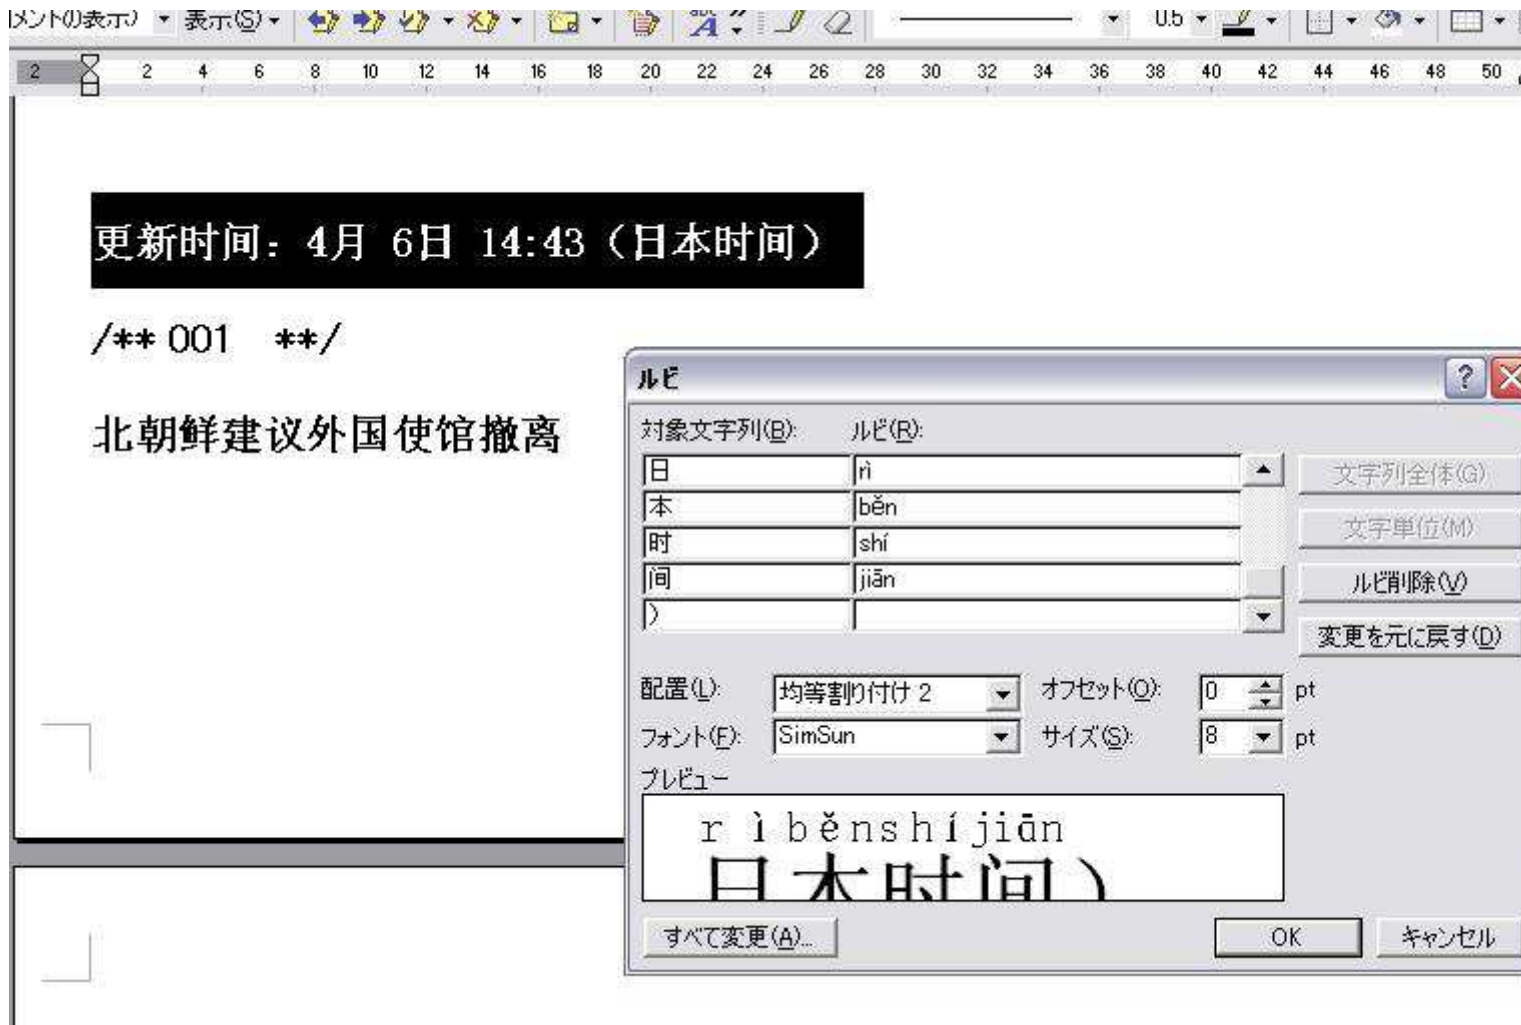 メントの表示) 表示(S) abc A 0.5
2 2 4 6 8 10 12 14 16 18 20 22 24 26 28 30 32 34 36 38 40 42 44 46 48 50
更新时间：4月 6日 14:43（日本时间）
/** 001 **/
北朝鲜建议外国使馆撤离
ルビ
対象文字列(B): ルビ(R):
日 rì 文字列全体(G)
本 běn
时 shí 文字単位(M)
间 jiān ルビ削除(V)
） 変更を元に戻す(D)
配置(L): 均等割り付け 2 オフセット(O): 0 pt
フォント(F): SimSun サイズ(S): 8 pt
プレビュー
rìběnshíjiān
日本时间）
すべて変更(A)... OK キャンセル